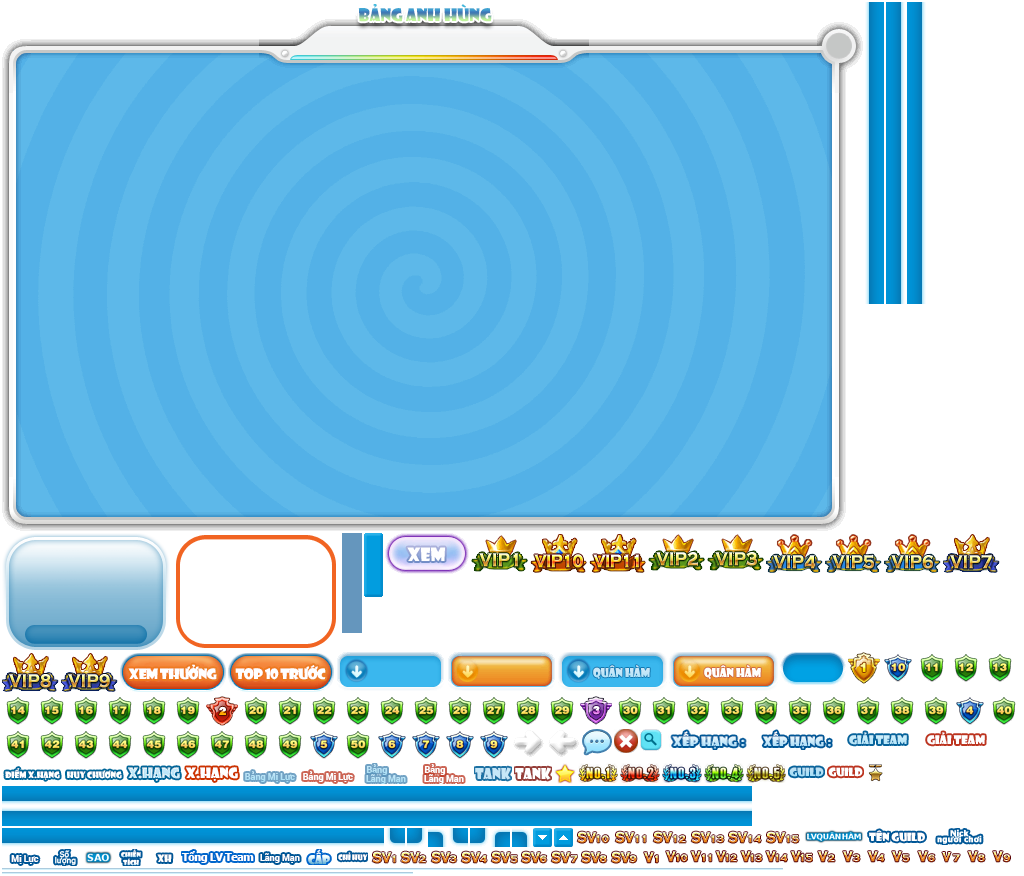 BẢNG ANH HÙNG
XEM VIP1 VIP10 VIP11 VIP2 VIP3 VIP4 VIP5 VIP6 VIP7
VIP8 VIP9 XEM THƯỞNG TOP 10 TRƯỚC QUÂN HÀM QUÂN HÀM 1 10 11 12 13
14 15 16 17 18 19 2 20 21 22 23 24 25 26 27 28 29 3 30 31 32 33 34 35 36 37 38 39 4 40
41 42 43 44 45 46 47 48 49 5 50 6 7 8 9 XẾP HẠNG : XẾP HẠNG : GIẢI TEAM GIẢI TEAM
ĐIỂM X.HẠNG HUY CHƯƠNG X.HẠNG X.HẠNG Bảng Mị Lực Bảng Mị Lực Bảng Lãng Mạn Bảng Lãng Mạn TANK TANK NO.1 NO.2 NO.3 NO.4 NO.5 GUILD GUILD
SV10 SV11 SV12 SV13 SV14 SV15 LVQUÂNHÀM TÊN GUILD Nick người chơi
Mị Lực Số lượng SAO CHIẾN TÍCH XH Tổng LV Team Lãng Mạn CẤP CHỈ HUY SV1 SV2 SV3 SV4 SV5 SV6 SV7 SV8 SV9 V1 V10 V11 V12 V13 V14 V15 V2 V3 V4 V5 V6 V7 V8 V9